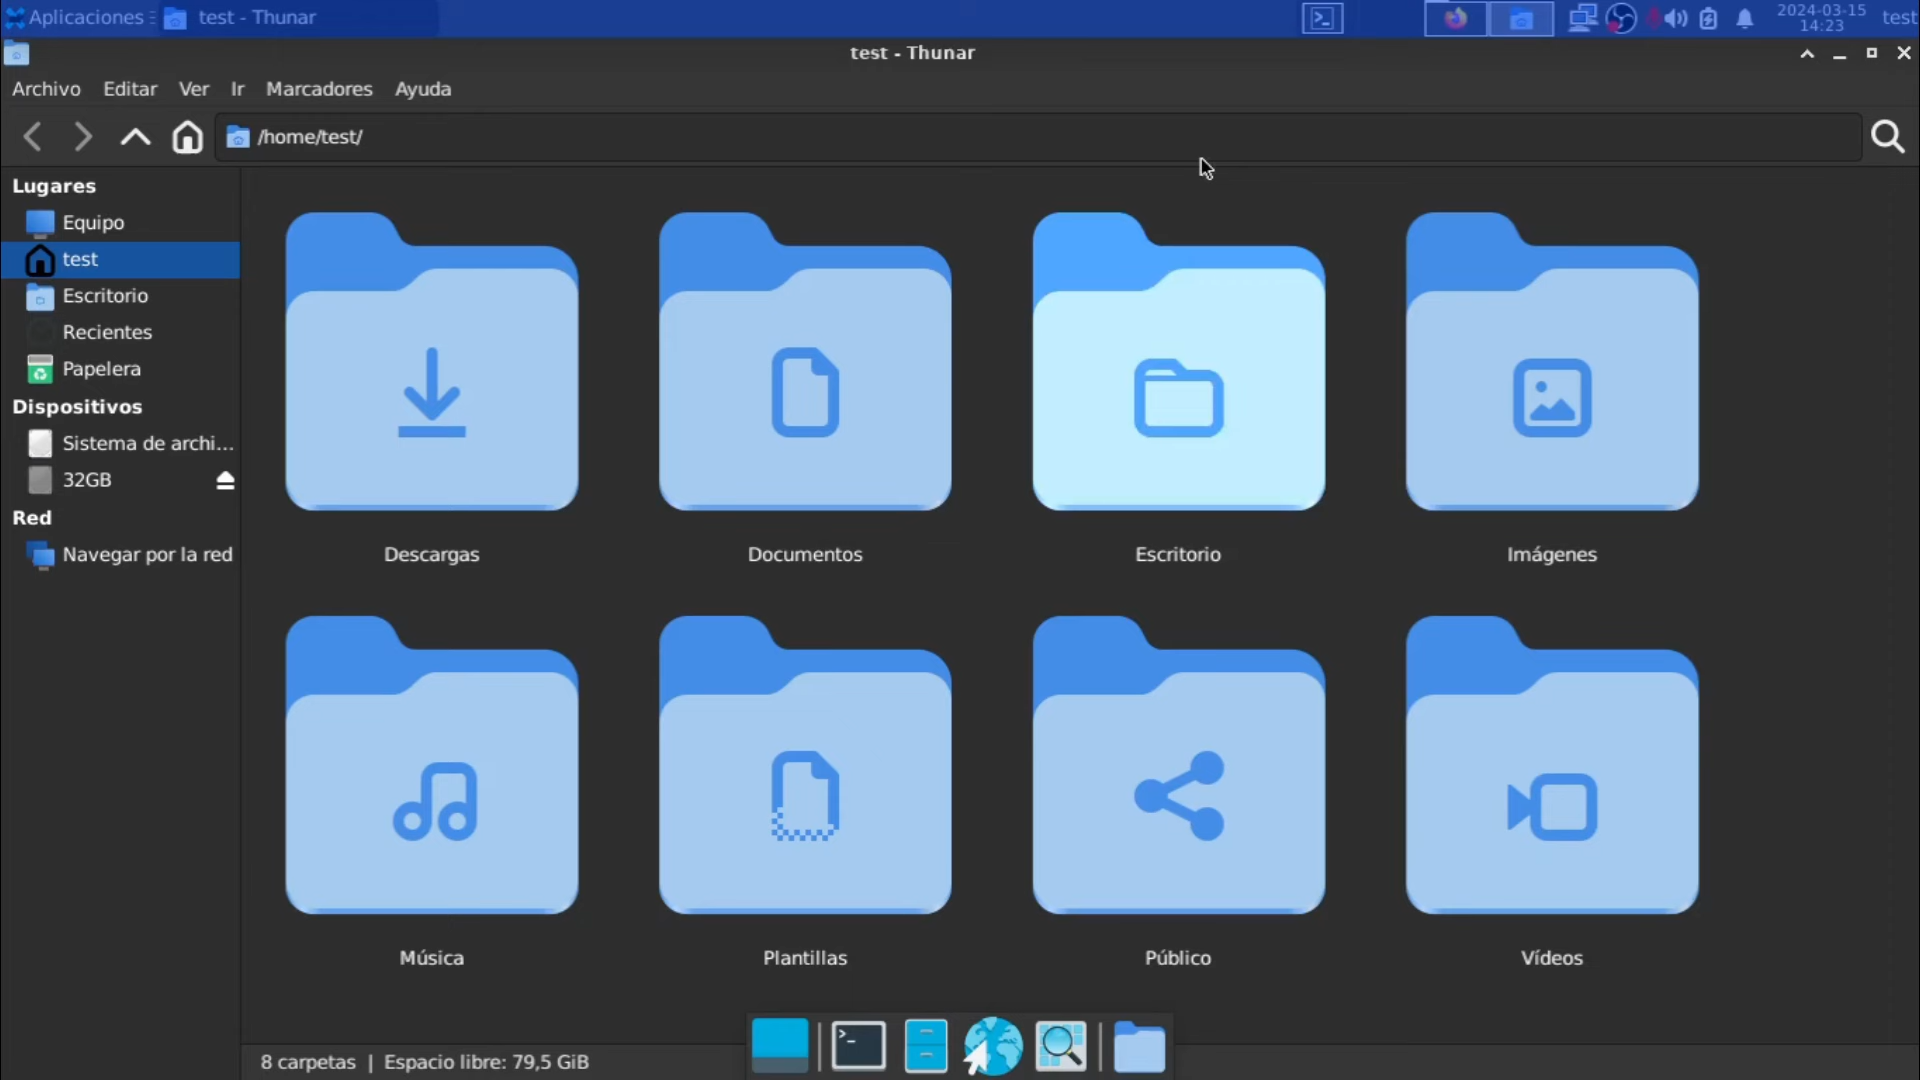 Aplicaciones
test - Thunar
2024-03-15
14:23
test
test - Thunar
Archivo Editar Ver Ir Marcadores Ayuda
/home/test/
Lugares
Equipo
test
Escritorio
Recientes
Papelera
Dispositivos
Sistema de archi...
32GB
Red
Navegar por la red
Descargas
Documentos
Escritorio
Imágenes
Música
Plantillas
Público
Vídeos
8 carpetas | Espacio libre: 79,5 GiB